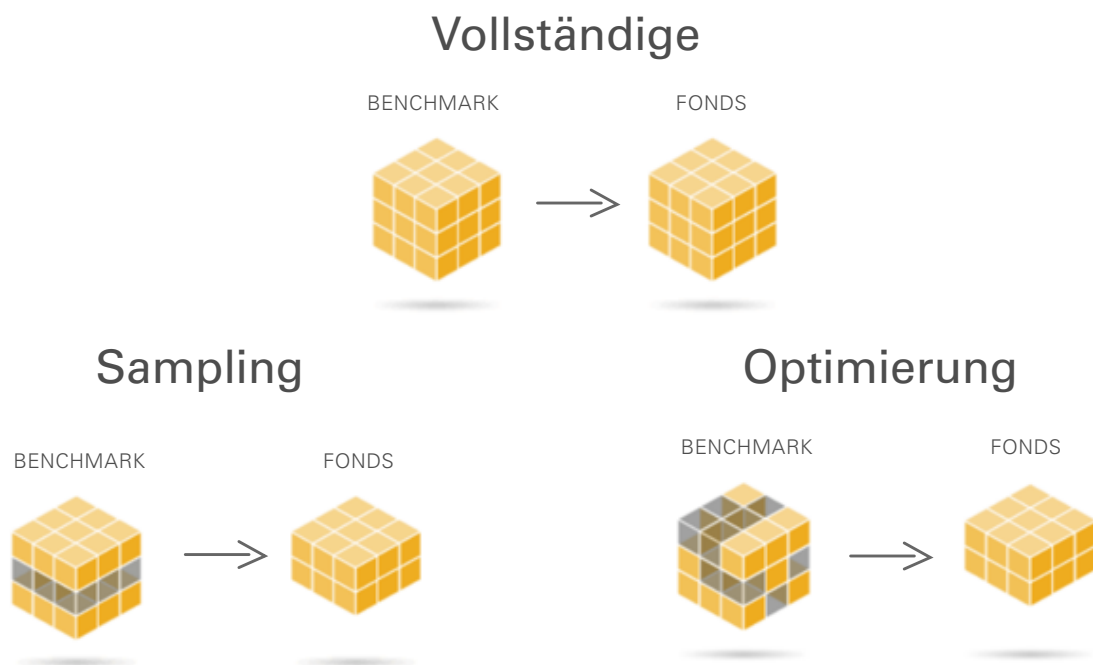 Vollständige
BENCHMARK
FONDS
Sampling
Optimierung
BENCHMARK
FONDS
BENCHMARK
FONDS